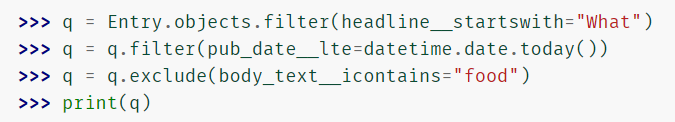 >>> q = Entry.objects.filter(headline__startswith="What")
>>> q = q.filter(pub_date__lte=datetime.date.today())
>>> q = q.exclude(body_text__icontains="food")
>>> print(q)